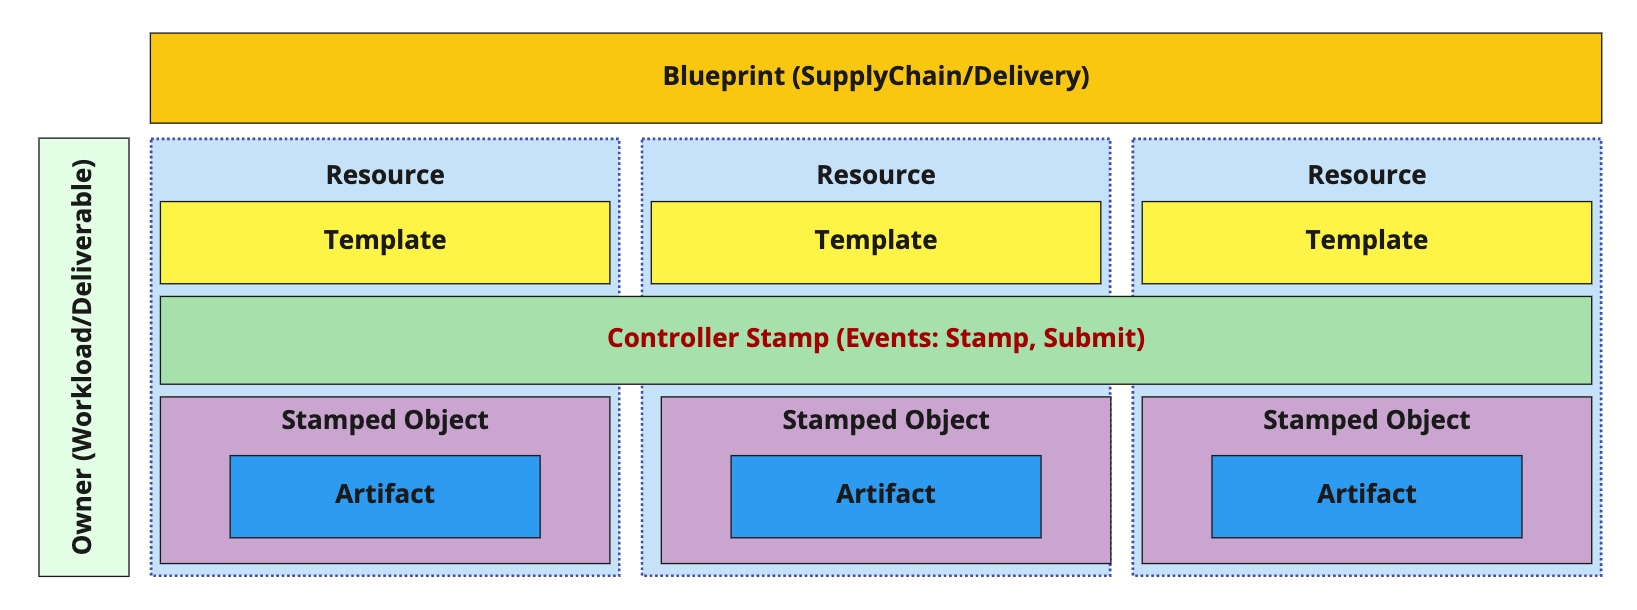 Blueprint (SupplyChain/Delivery)
Owner (Workload/Deliverable)
Resource
Resource
Resource
Template
Template
Template
Controller Stamp (Events: Stamp, Submit)
Stamped Object
Stamped Object
Stamped Object
Artifact
Artifact
Artifact